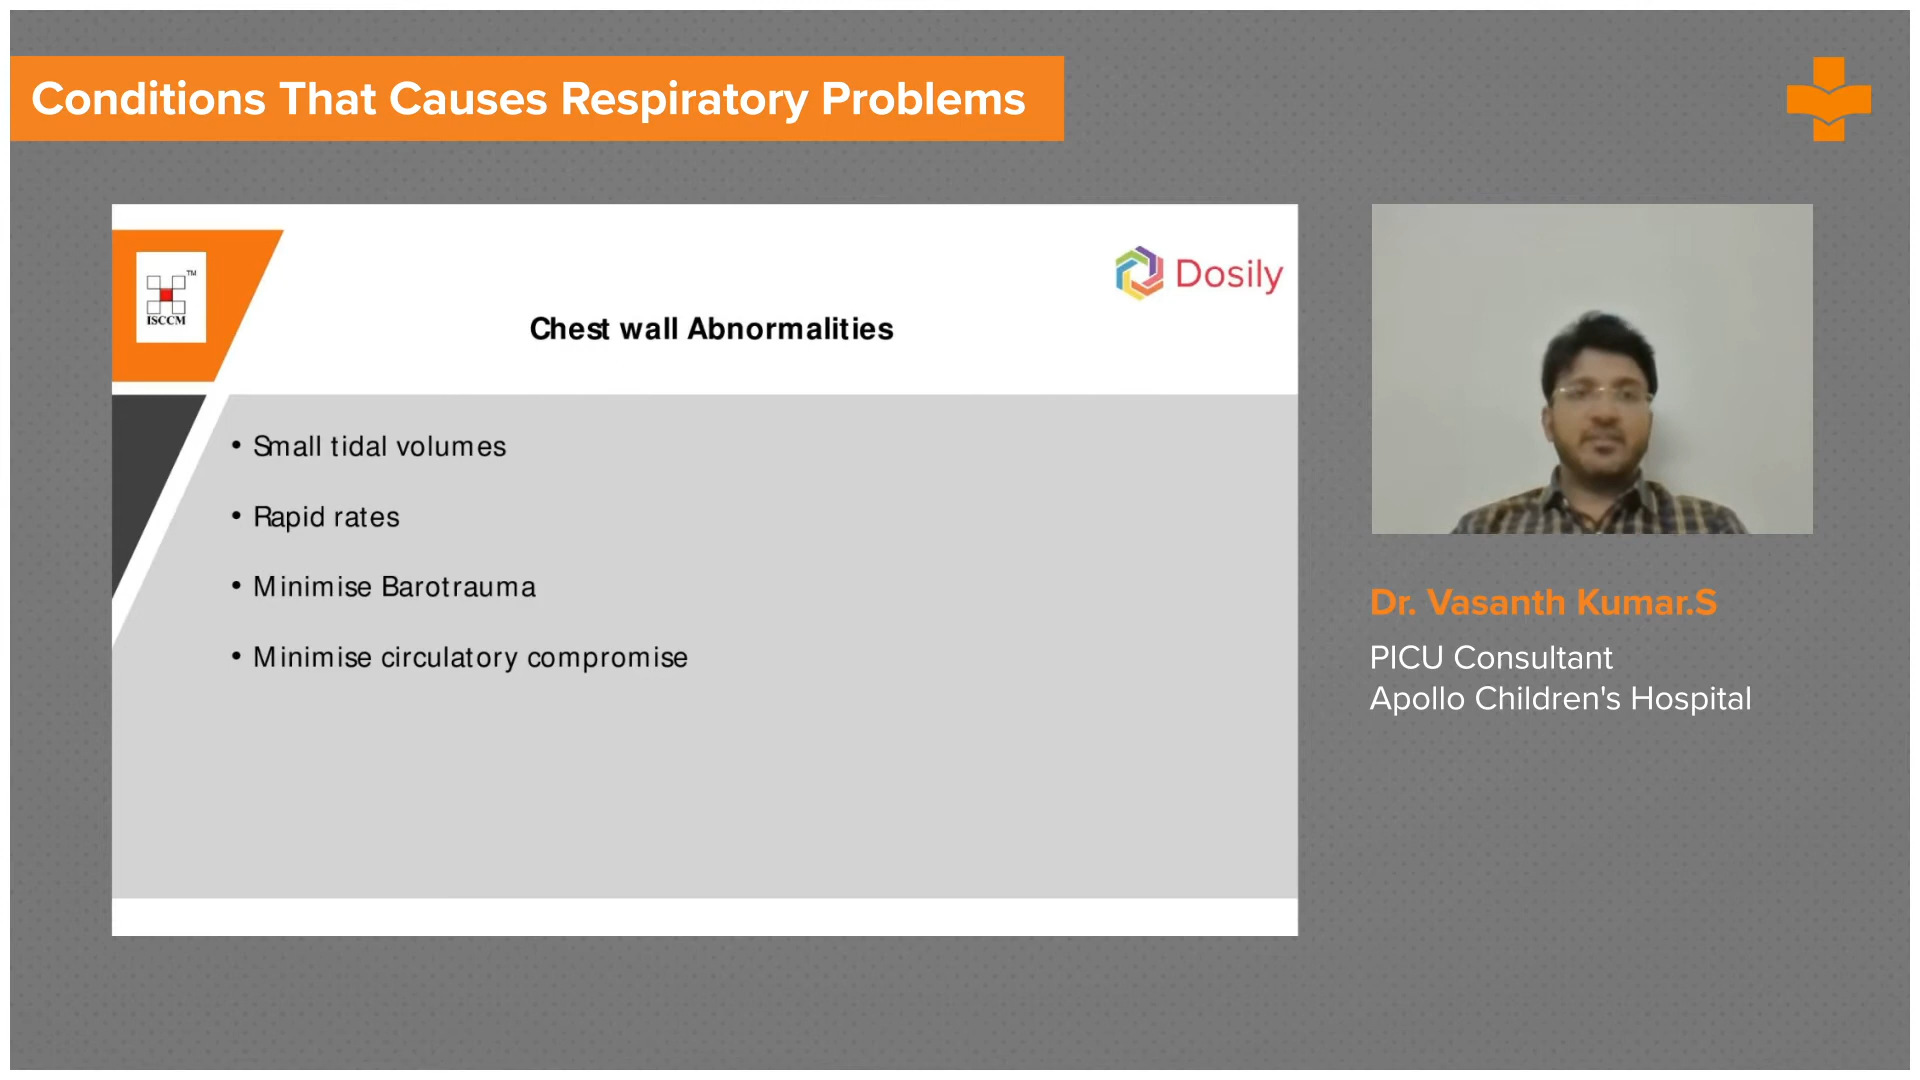 Conditions That Causes Respiratory Problems
TM
ISCCM
Dosily
Chest wall Abnormalities
• Small tidal volumes
• Rapid rates
• Minimise Barotrauma
• Minimise circulatory compromise
Dr. Vasanth Kumar.S
PICU Consultant
Apollo Children's Hospital